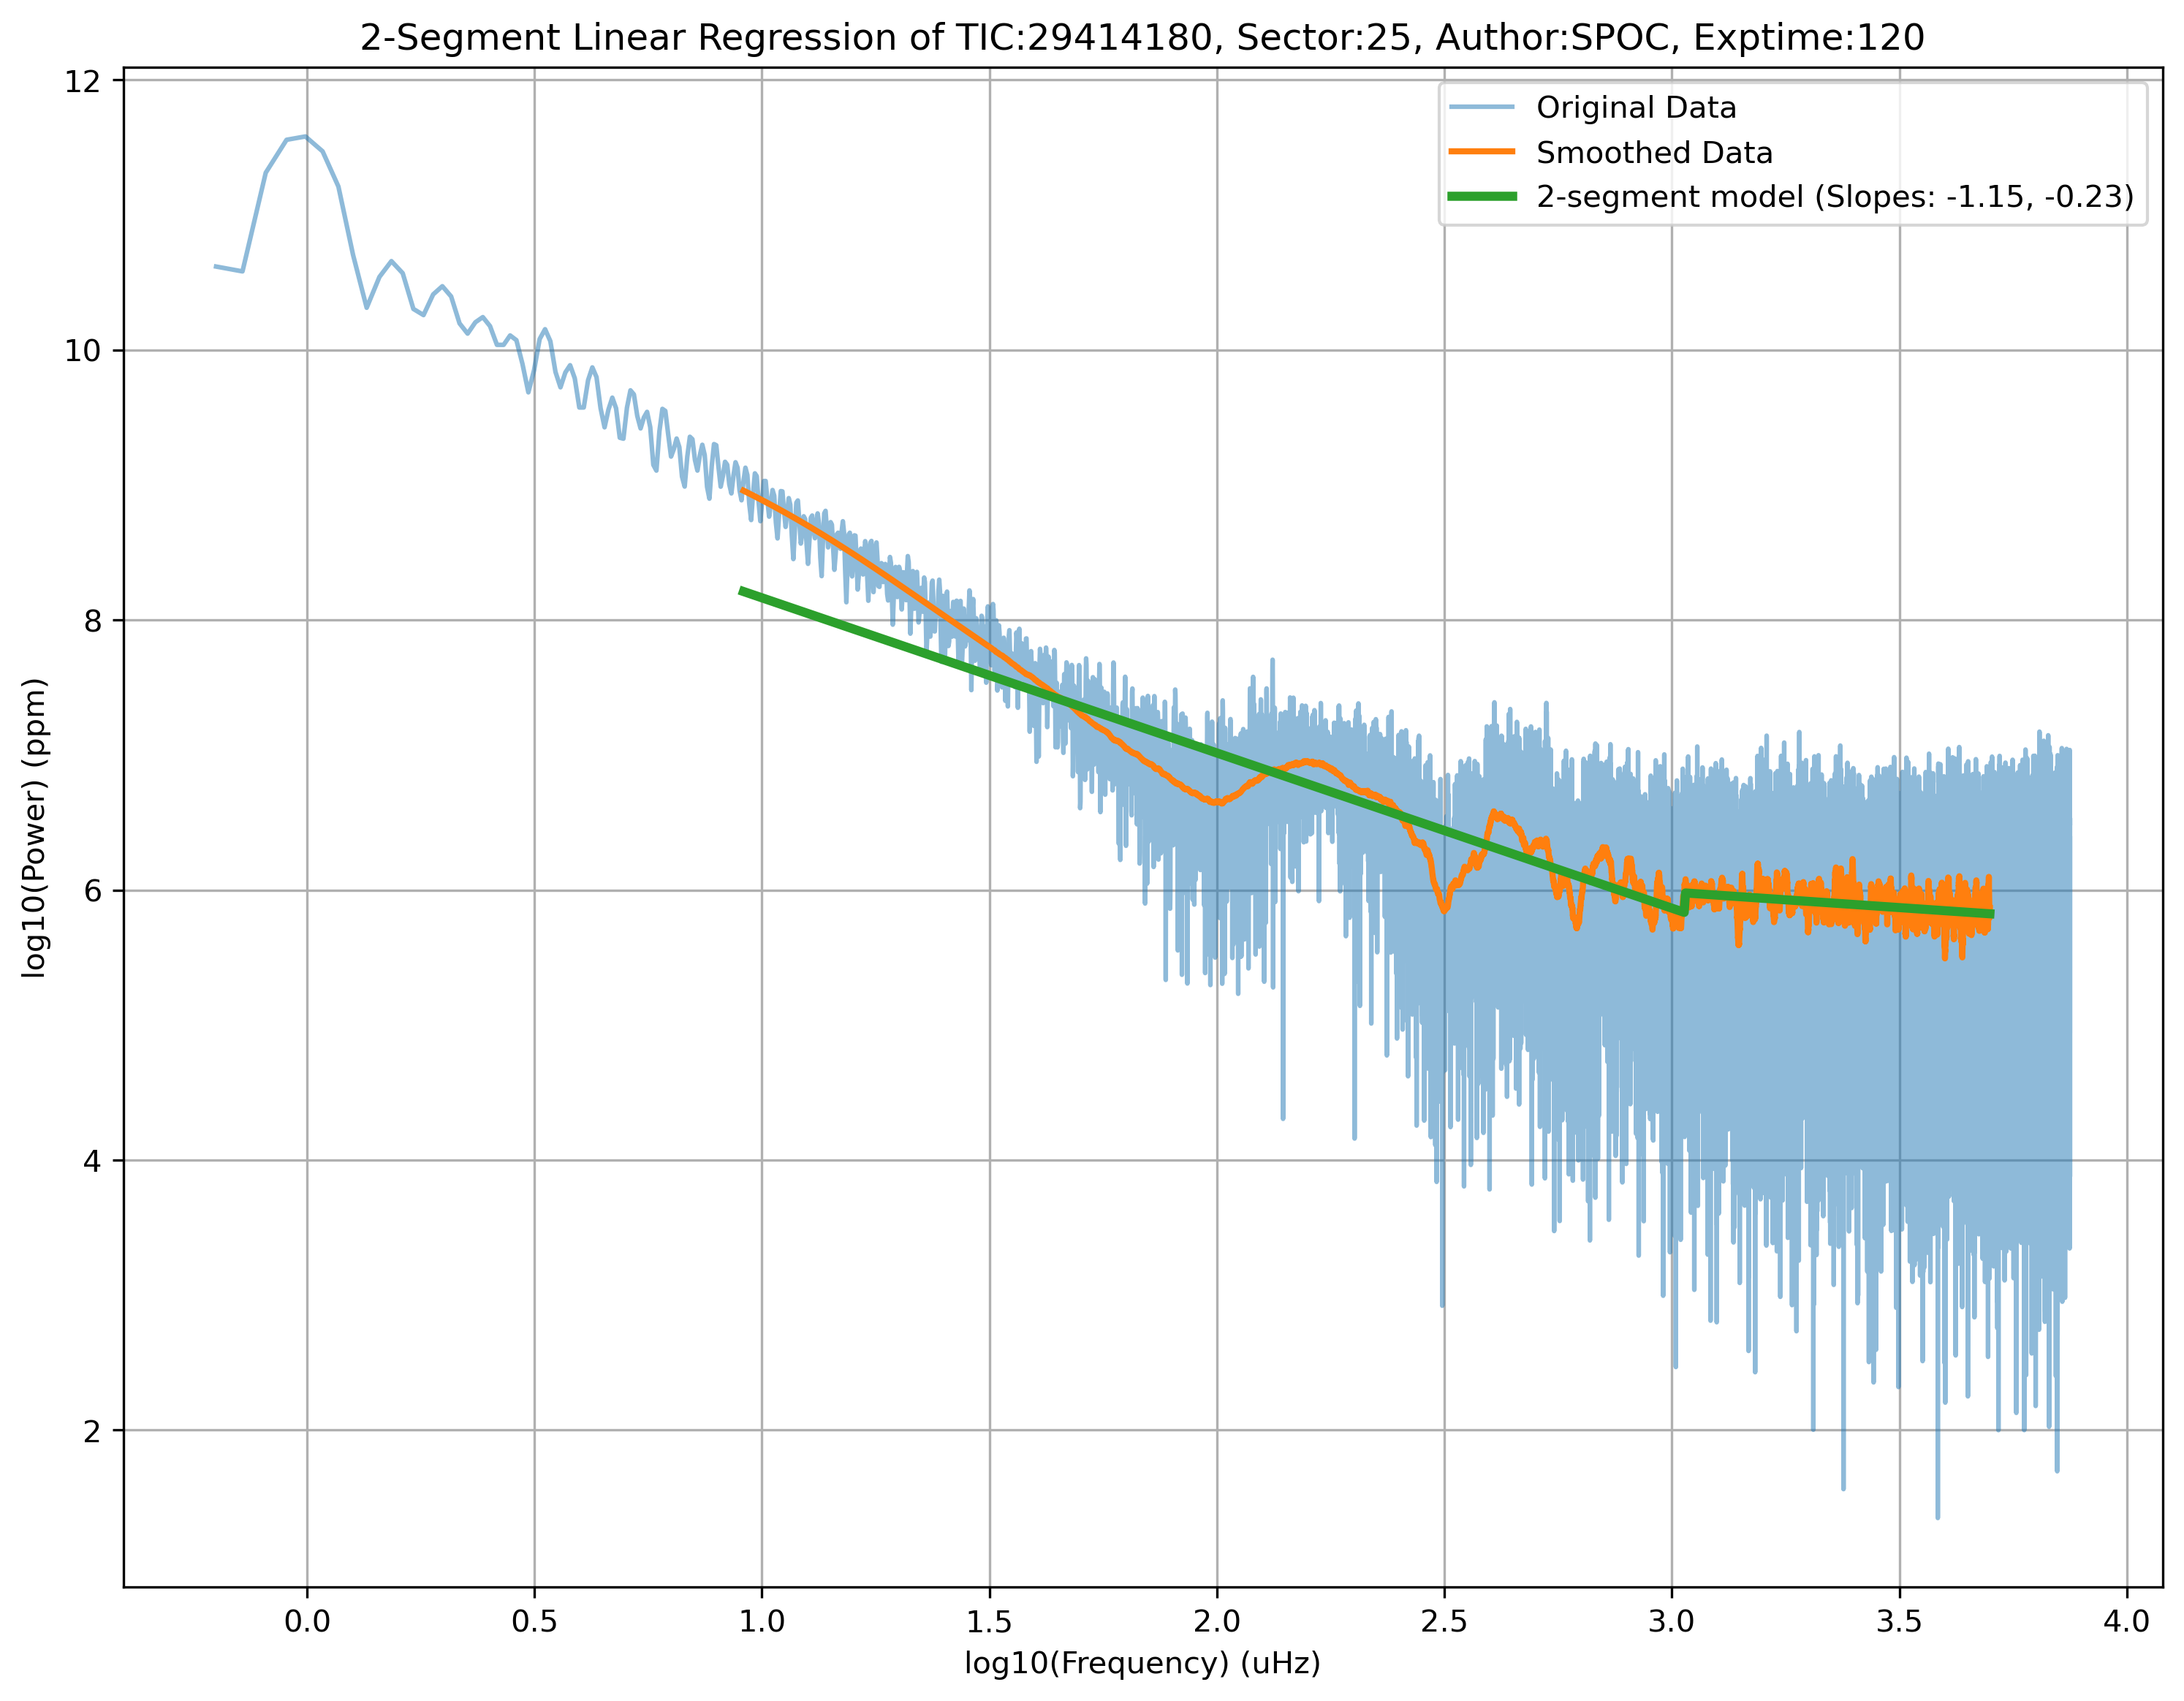 2-Segment Linear Regression of TIC:29414180, Sector:25, Author:SPOC, Exptime:120
Original Data
Smoothed Data
2-segment model (Slopes: -1.15, -0.23)
log10(Power) (ppm)
12
10
8
6
4
2
0.0 0.5 1.0 1.5 2.0 2.5 3.0 3.5 4.0
log10(Frequency) (uHz)